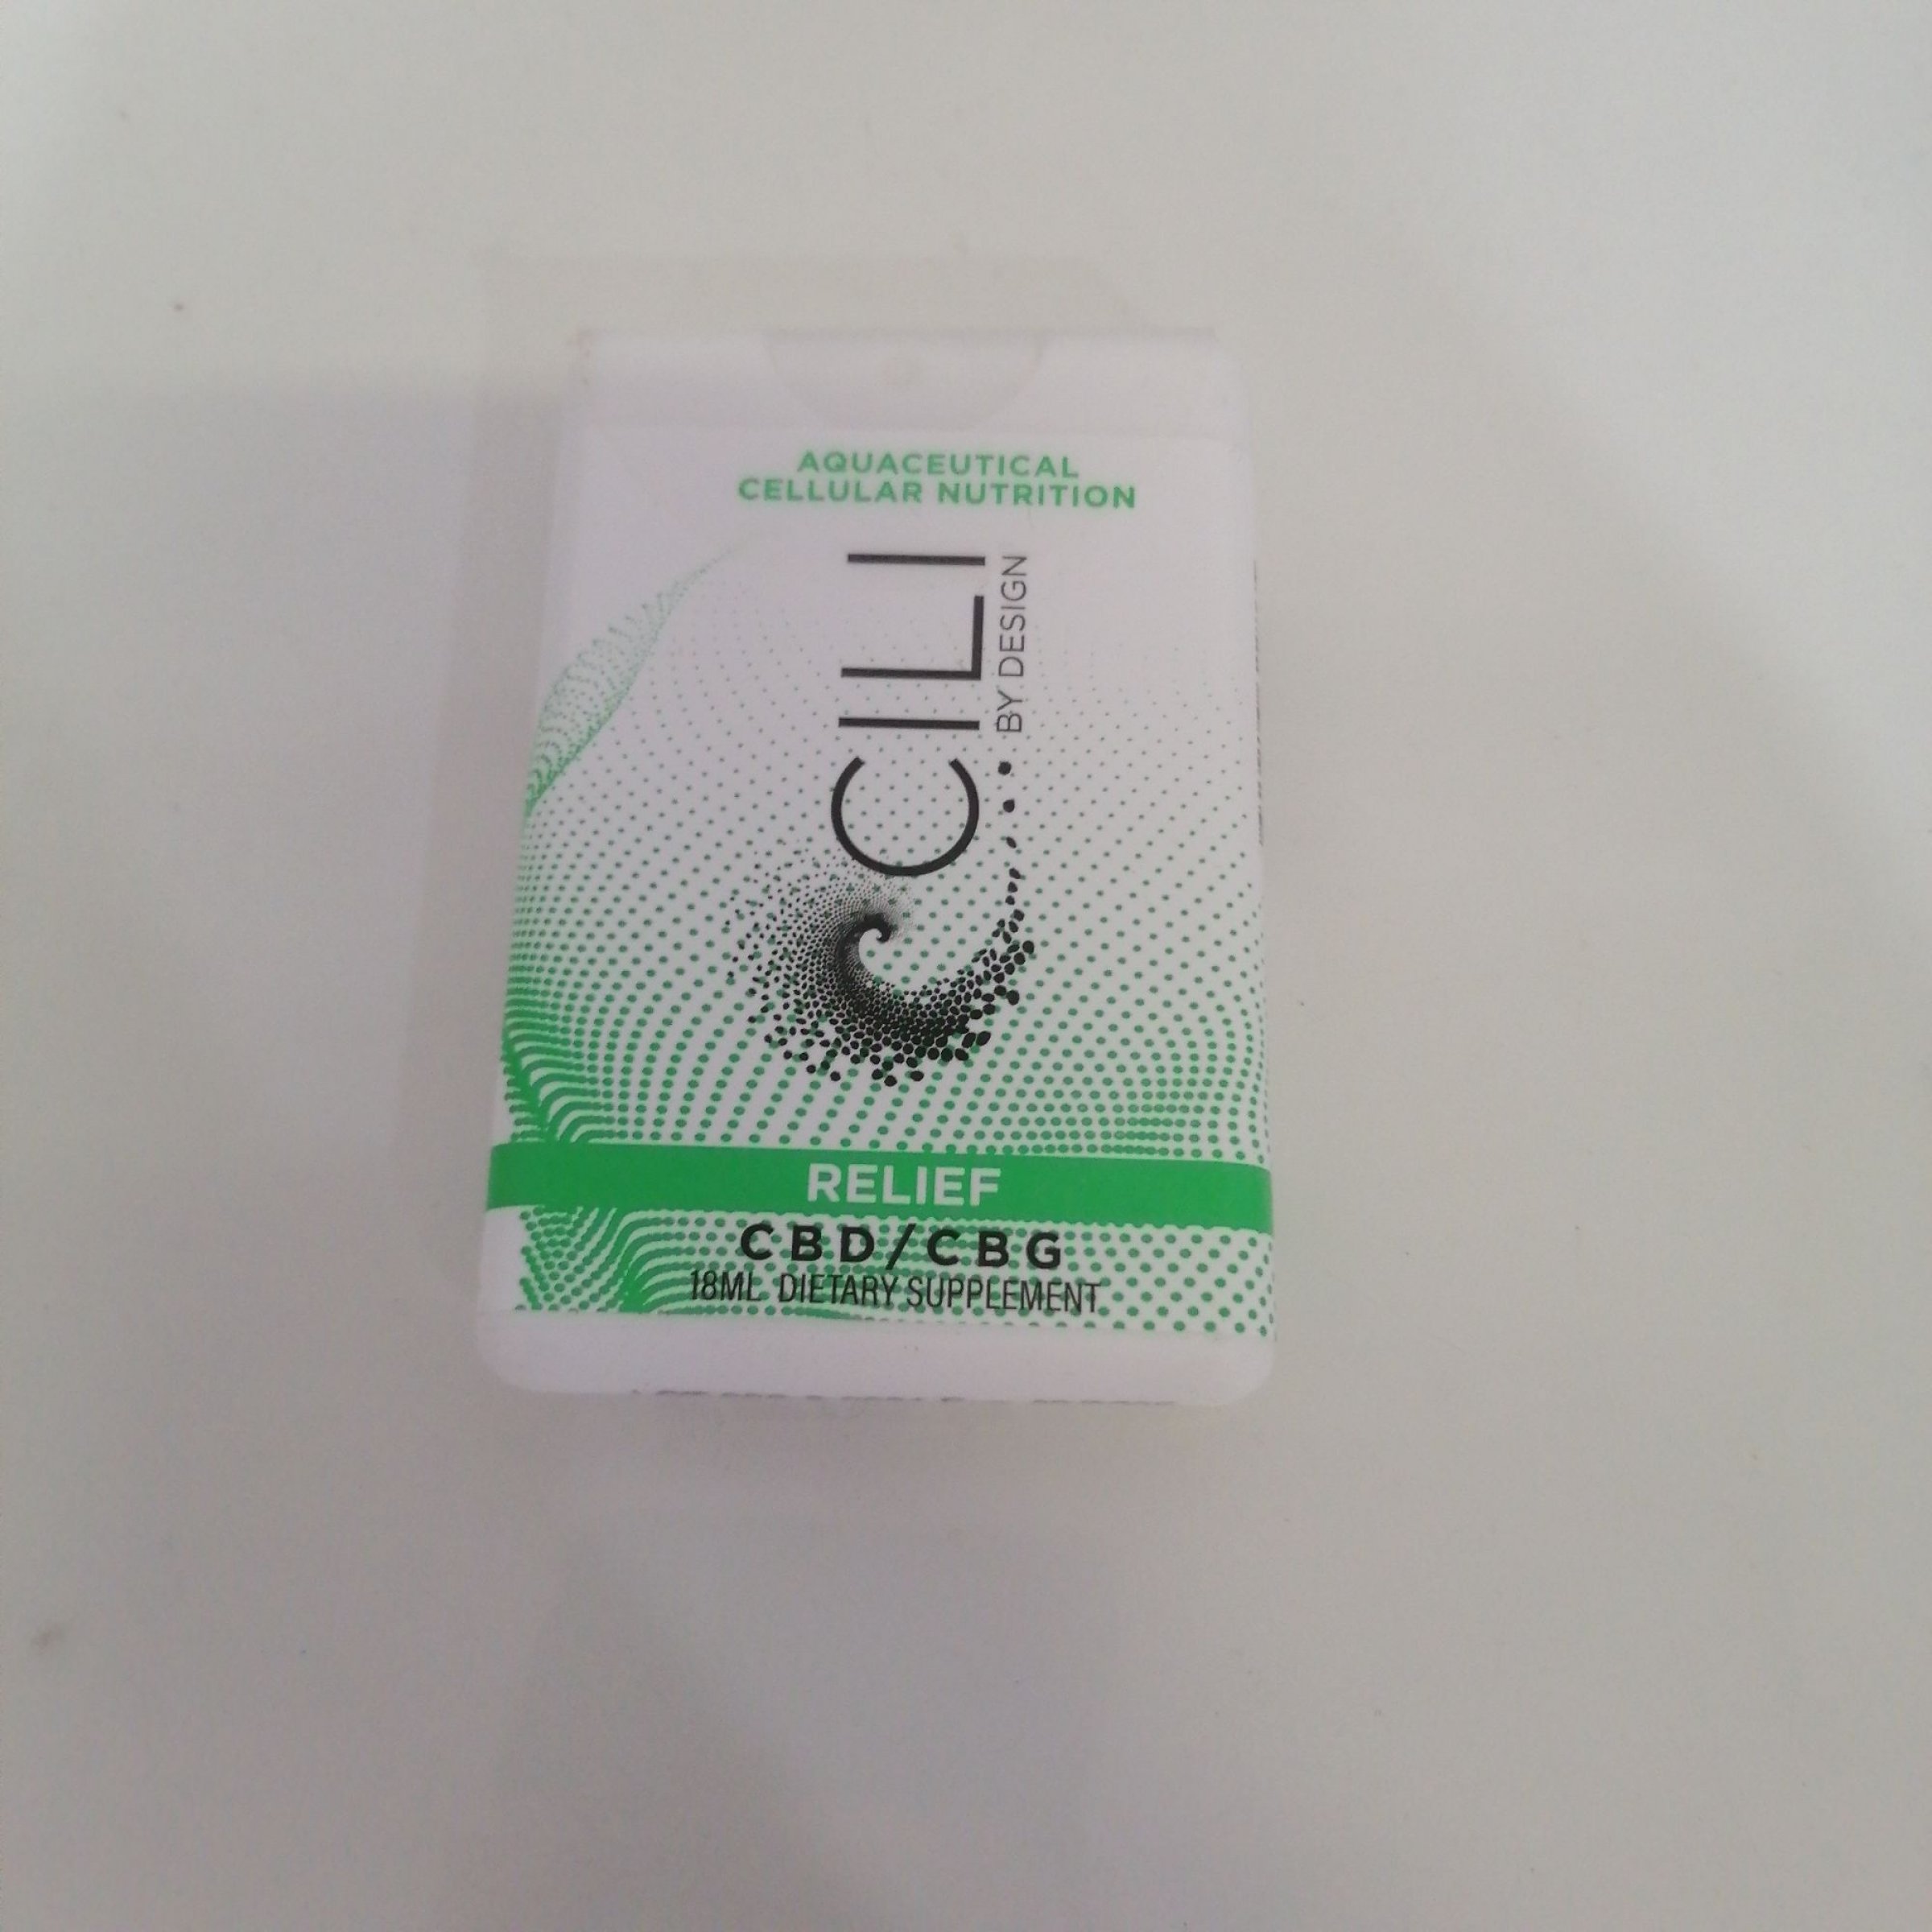 AQUACEUTICAL
CELLULAR NUTRITION
CILI
BY DESIGN
RELIEF
CBD/CBG
18ML DIETARY SUPPLEMENT